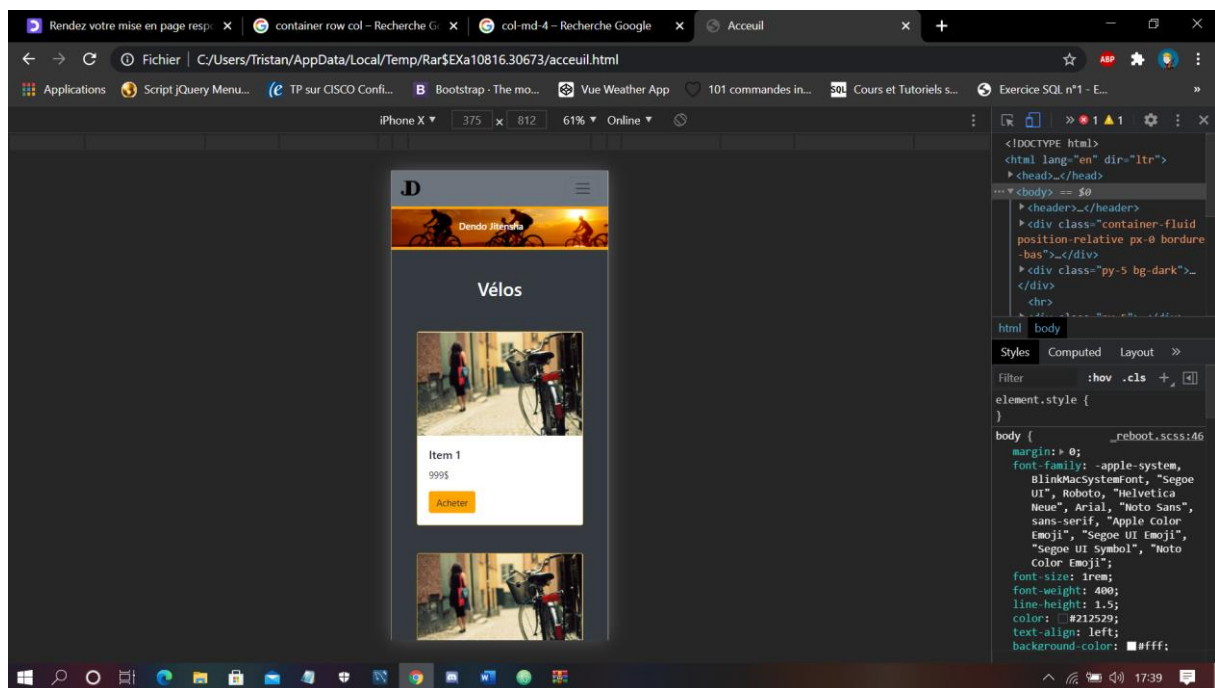 Rendez votre mise en page respo
container row col – Recherche Go
col-md-4 – Recherche Google
Acceuil
Fichier | C:/Users/Tristan/AppData/Local/Temp/Rar$EXa10816.30673/acceuil.html
ABP
Applications
Script jQuery Menu...
TP sur CISCO Confi...
B Bootstrap · The mo...
Vue Weather App
101 commandes in...
SQL Cours et Tutoriels s...
Exercice SQL n°1 - E...
»
iPhone X ▼ 375 x 812 61% ▼ Online ▼
» 1 1
JD
Dendo Jitensha
Vélos
Item 1
999$
Acheter
<!DOCTYPE html>
<html lang="en" dir="ltr">
<head>…</head>
<body> == $0
<header>…</header>
<div class="container-fluid
position-relative px-0 bordure
-bas">…</div>
<div class="py-5 bg-dark">…
</div>
<hr>
html body
Styles Computed Layout »
Filter :hov .cls +
element.style {
}
body { _reboot.scss:46
margin: 0;
font-family: -apple-system,
BlinkMacSystemFont, "Segoe
UI", Roboto, "Helvetica
Neue", Arial, "Noto Sans",
sans-serif, "Apple Color
Emoji", "Segoe UI Emoji",
"Segoe UI Symbol", "Noto
Color Emoji";
font-size: 1rem;
font-weight: 400;
line-height: 1.5;
color: #212529;
text-align: left;
background-color: #fff;
17:39